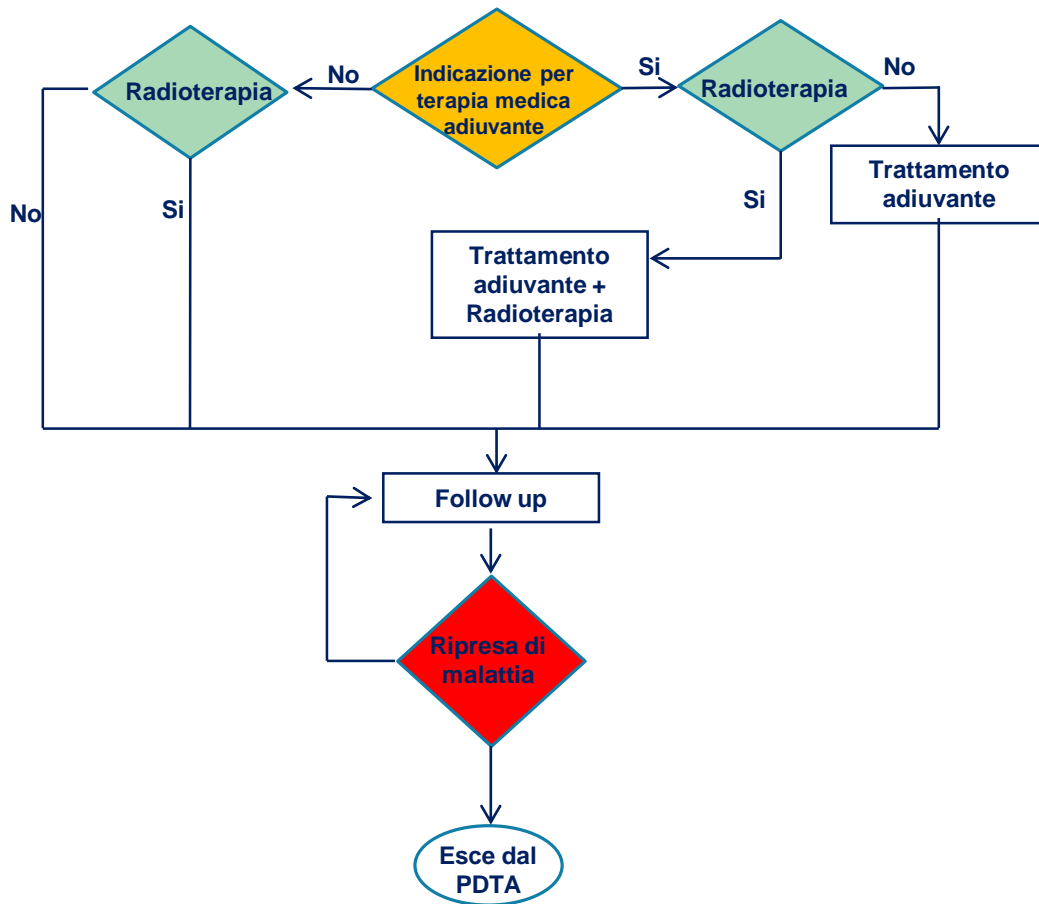 No
Indicazione per
terapia medica
adiuvante
Si
No
Radioterapia
Radioterapia
Trattamento
adiuvante
No
Si
Si
Trattamento
adiuvante +
Radioterapia
Follow up
Ripresa di
malattia
Esce dal
PDTA